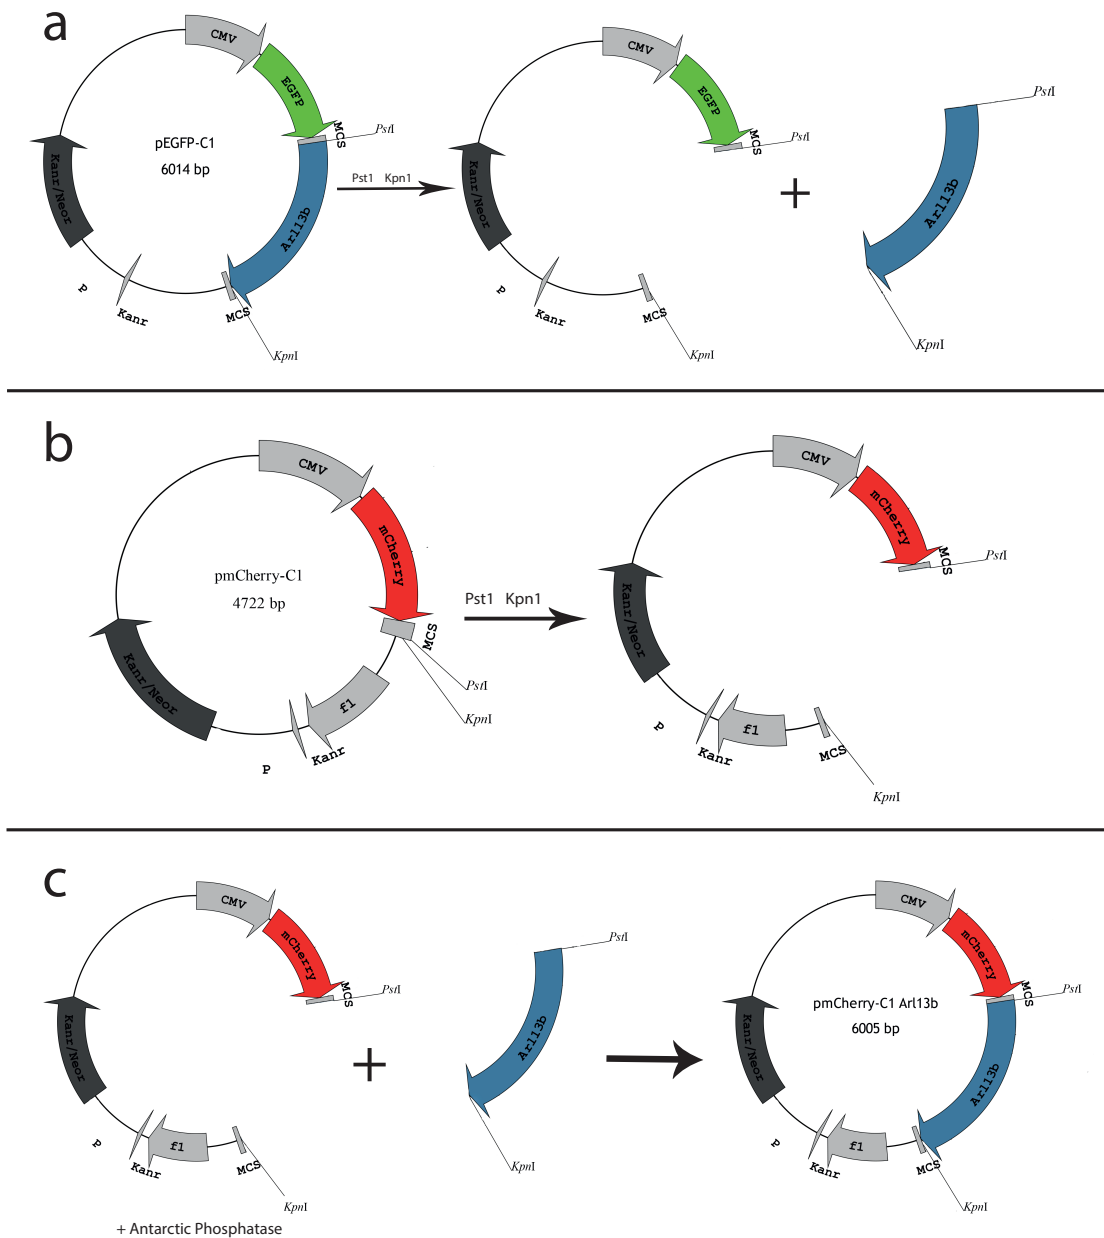 a
CMV
EGFP
MCS
PstI
pEGFP-C1
6014 bp
Kanr/Neor
Arl13b
P
Kanr
MCS
KpnI
Pst1 Kpn1
CMV
EGFP
MCS
PstI
Kanr/Neor
P
Kanr
MCS
KpnI
+
PstI
Arl13b
KpnI
b
CMV
mCherry
pmCherry-C1
4722 bp
MCS
PstI
KpnI
Kanr/Neor
f1
Kanr
P
Pst1 Kpn1
CMV
mCherry
MCS
PstI
Kanr/Neor
P
Kanr
f1
MCS
KpnI
c
CMV
mCherry
MCS
PstI
Kanr/Neor
P
Kanr
f1
MCS
KpnI
+ Antarctic Phosphatase
+
PstI
Arl13b
KpnI
CMV
mCherry
MCS
PstI
pmCherry-C1 Arl13b
6005 bp
Kanr/Neor
Arl13b
P
Kanr
f1
MCS
KpnI